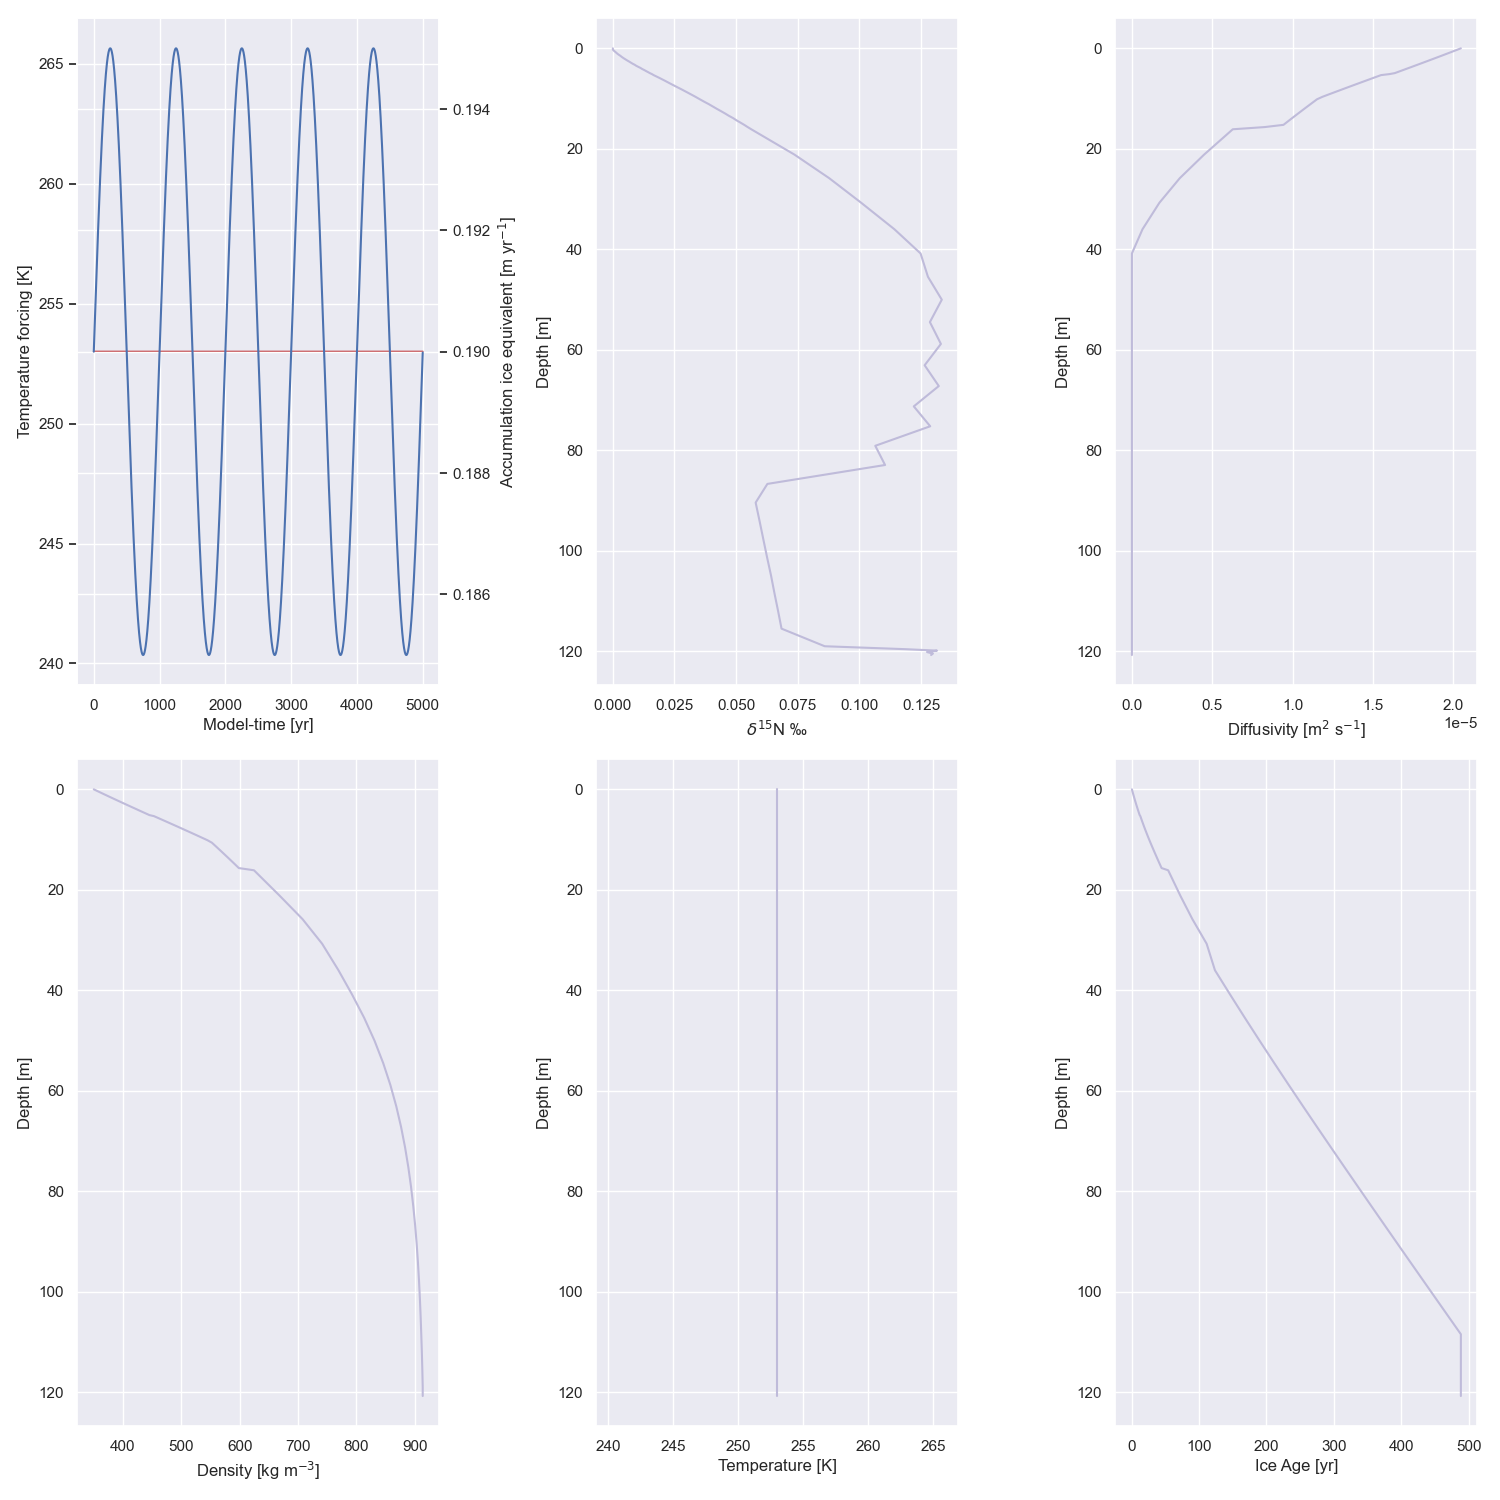 265
260
255
250
245
240
Temperature forcing [K]
0 1000 2000 3000 4000 5000
Model-time [yr]
0.194
0.192
0.190
0.188
0.186
Accumulation ice equivalent [m yr⁻¹]
0
20
40
60
80
100
120
Depth [m]
0.000 0.025 0.050 0.075 0.100 0.125
δ¹⁵N ‰
0
20
40
60
80
100
120
Depth [m]
0.0 0.5 1.0 1.5 2.0
1e−5
Diffusivity [m² s⁻¹]
0
20
40
60
80
100
120
Depth [m]
400 500 600 700 800 900
Density [kg m⁻³]
0
20
40
60
80
100
120
Depth [m]
240 245 250 255 260 265
Temperature [K]
0
20
40
60
80
100
120
Depth [m]
0 100 200 300 400 500
Ice Age [yr]